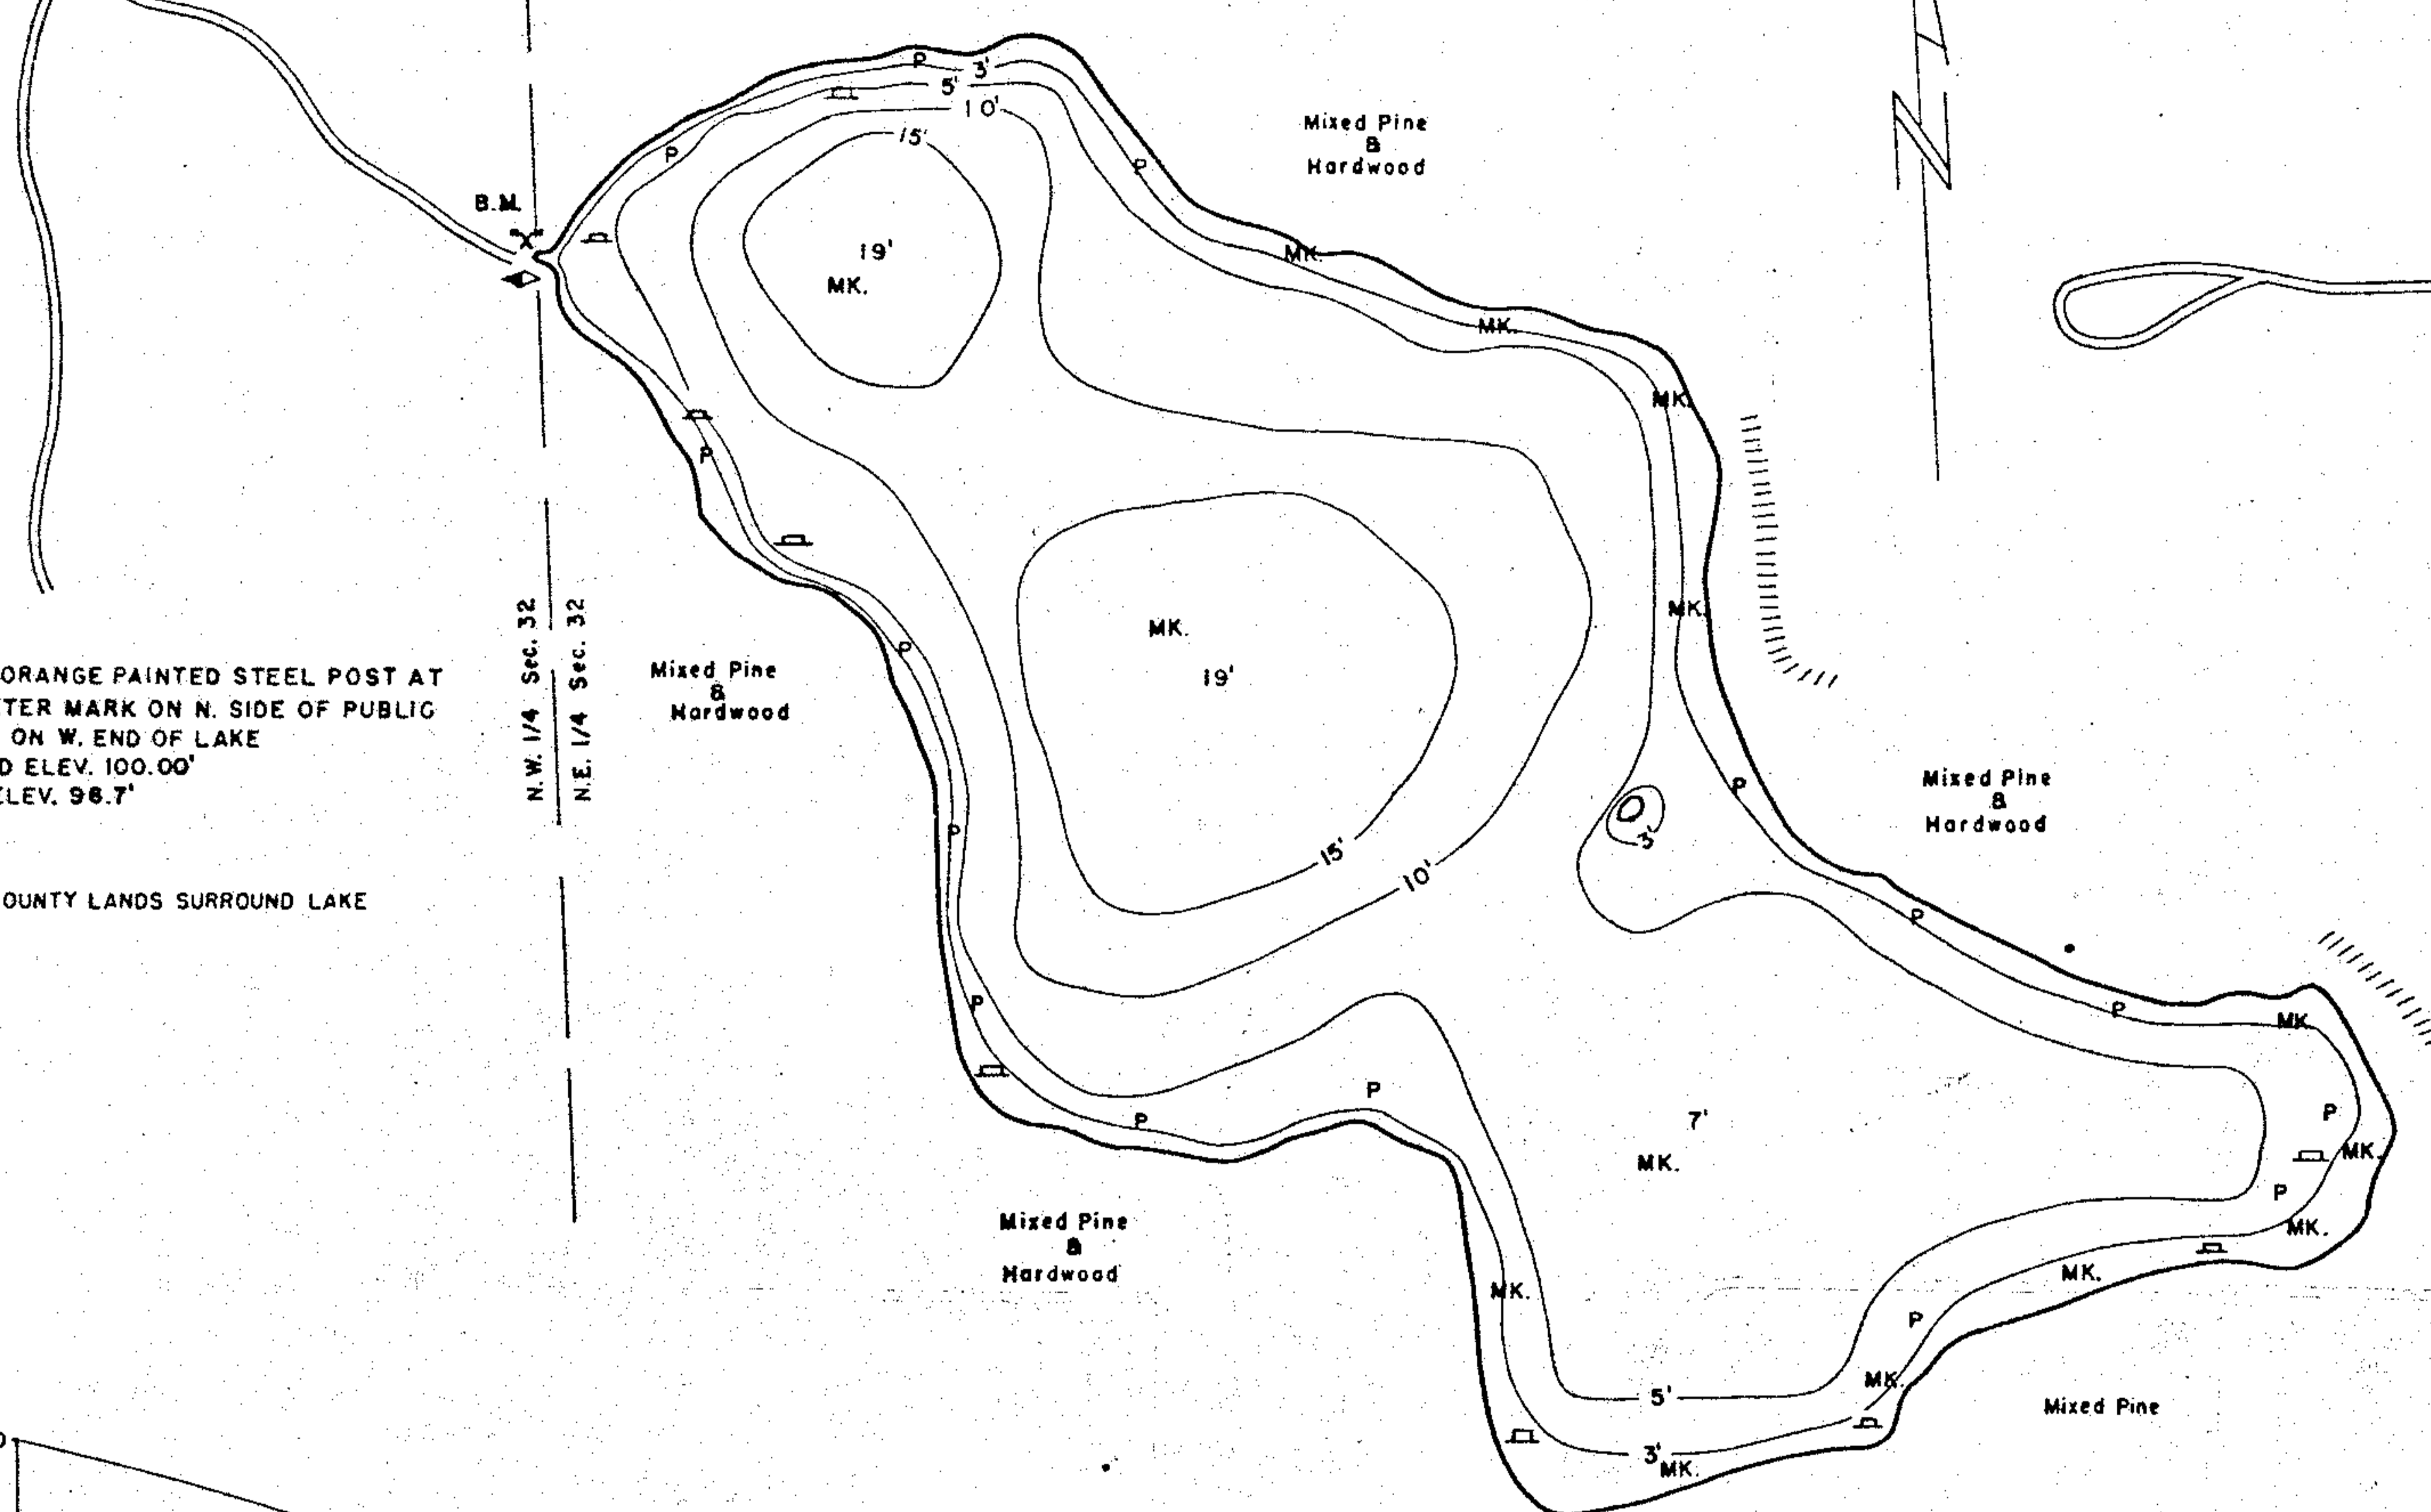 P
3'
5'
10'
15'
P
P
Mixed Pine
&
Hardwood
N
B.M.
"X"
19'
MK.
MK.
MK.
MK.
P
MK.
MK.
19'
N.W. 1/4 Sec. 32
N.E. 1/4 Sec. 32
P
Mixed Pine
&
Hardwood
ORANGE PAINTED STEEL POST AT
TER MARK ON N. SIDE OF PUBLIC
ON W. END OF LAKE
D ELEV. 100.00'
ELEV. 98.7'
OUNTY LANDS SURROUND LAKE
P
P
3'
15'
10'
Mixed Pine
&
Hardwood
P
P
P
MK.
P
P
P
7'
MK.
P
MK.
P
MK.
Mixed Pine
&
Hardwood
MK.
MK.
P
MK.
5'
3'
MK.
Mixed Pine